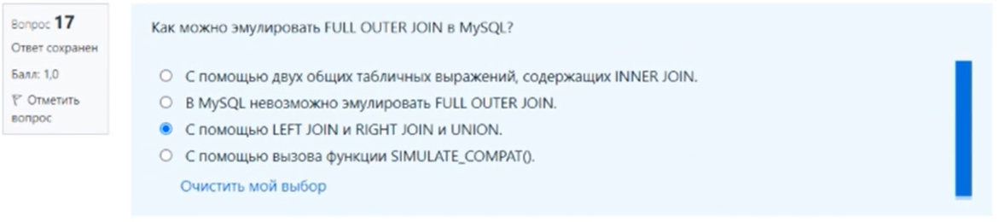 Вопрос 17
Ответ сохранен
Балл: 1,0
Отметить
вопрос
Как можно эмулировать FULL OUTER JOIN в MySQL?
С помощью двух общих табличных выражений, содержащих INNER JOIN.
В MySQL невозможно эмулировать FULL OUTER JOIN.
С помощью LEFT JOIN и RIGHT JOIN и UNION.
С помощью вызова функции SIMULATE_COMPAT().
Очистить мой выбор